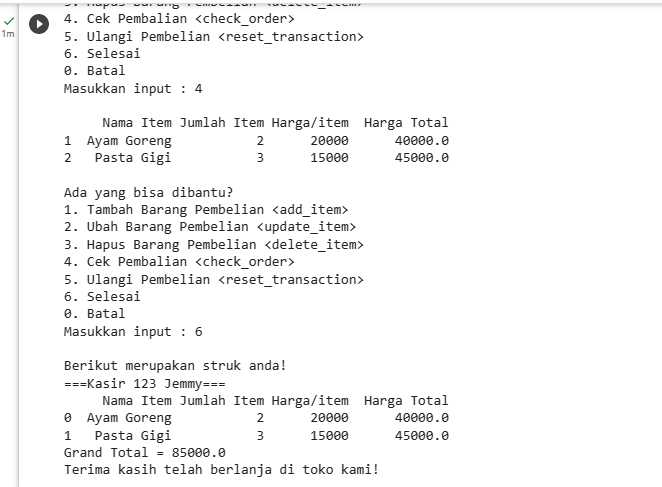 3. Hapus Barang Pembelian <delete_item>
4. Cek Pembalian <check_order>
5. Ulangi Pembelian <reset_transaction>
6. Selesai
0. Batal
Masukkan input : 4
1m
Nama Item Jumlah Item Harga/item Harga Total
1 Ayam Goreng 2 20000 40000.0
2 Pasta Gigi 3 15000 45000.0
Ada yang bisa dibantu?
1. Tambah Barang Pembelian <add_item>
2. Ubah Barang Pembelian <update_item>
3. Hapus Barang Pembelian <delete_item>
4. Cek Pembalian <check_order>
5. Ulangi Pembelian <reset_transaction>
6. Selesai
0. Batal
Masukkan input : 6
Berikut merupakan struk anda!
===Kasir 123 Jemmy===
Nama Item Jumlah Item Harga/item Harga Total
0 Ayam Goreng 2 20000 40000.0
1 Pasta Gigi 3 15000 45000.0
Grand Total = 85000.0
Terima kasih telah berlanja di toko kami!